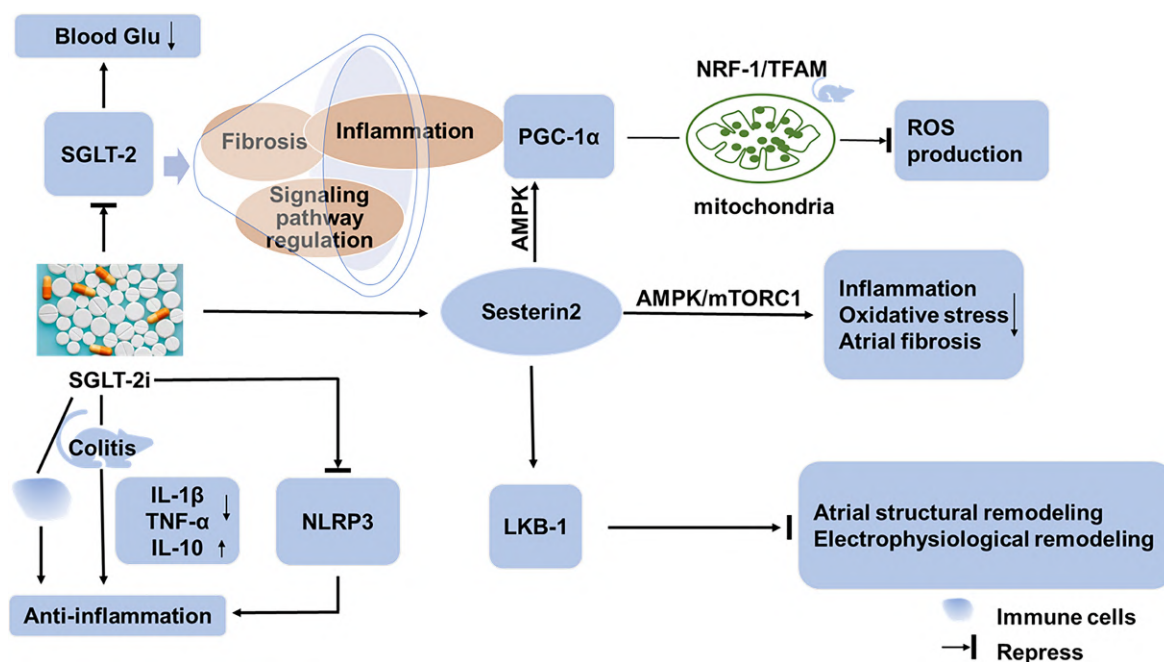 Blood Glu ↓
SGLT-2
Fibrosis
Inflammation
Signaling
pathway
regulation
PGC-1α
NRF-1/TFAM
mitochondria
ROS
production
AMPK
Sesterin2
AMPK/mTORC1
Inflammation
Oxidative stress ↓
Atrial fibrosis
SGLT-2i
Colitis
IL-1β
TNF-α ↓
IL-10 ↑
NLRP3
LKB-1
Atrial structural remodeling
Electrophysiological remodeling
Anti-inflammation
Immune cells
Repress